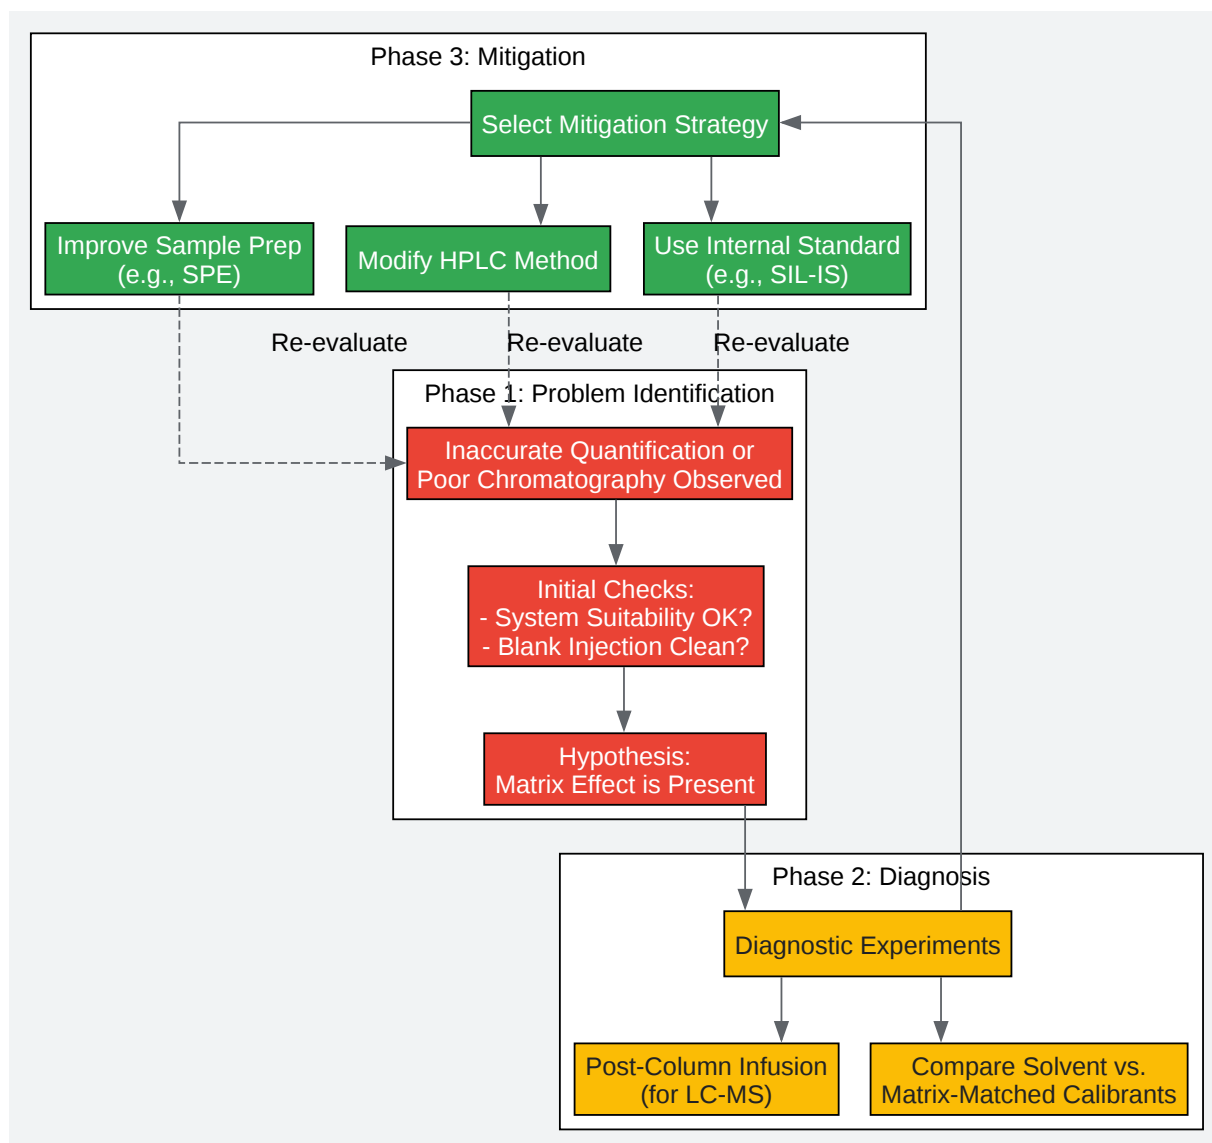 Phase 3: Mitigation
Select Mitigation Strategy
Improve Sample Prep
(e.g., SPE)
Modify HPLC Method
Use Internal Standard
(e.g., SIL-IS)
Re-evaluate
Re-evaluate
Re-evaluate
Phase 1: Problem Identification
Inaccurate Quantification or
Poor Chromatography Observed
Initial Checks:
- System Suitability OK?
- Blank Injection Clean?
Hypothesis:
Matrix Effect is Present
Phase 2: Diagnosis
Diagnostic Experiments
Post-Column Infusion
(for LC-MS)
Compare Solvent vs.
Matrix-Matched Calibrants